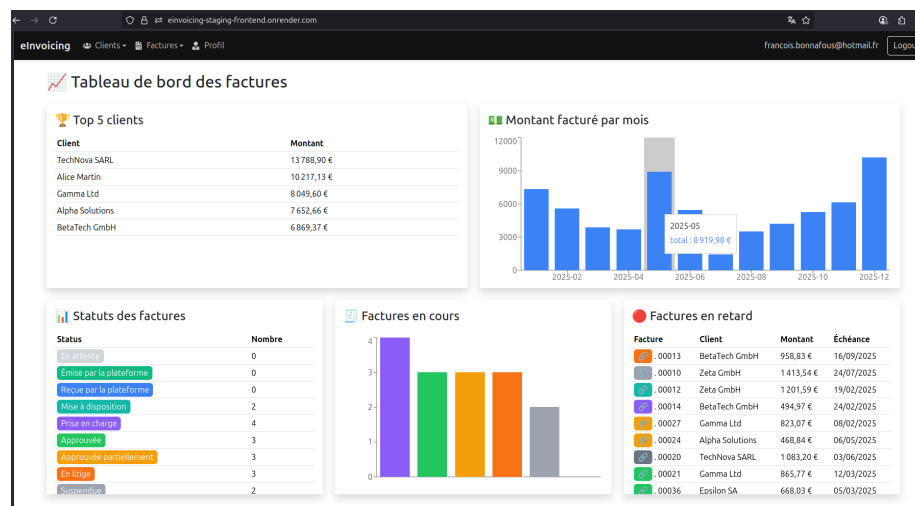 einvoicing-staging-frontend.onrender.com
eInvoicing Clients Factures Profil francois.bonnafous@hotmail.fr Logou
Tableau de bord des factures
Top 5 clients
Client Montant
TechNova SARL 13 788,90 €
Alice Martin 10 217,13 €
Gamma Ltd 8 049,60 €
Alpha Solutions 7 652,66 €
BetaTech GmbH 6 869,37 €
Montant facturé par mois
12000
9000
6000
3000
0
2025-05
total : 8 919,98 €
2025-02 2025-04 2025-06 2025-08 2025-10 2025-12
Statuts des factures
Status Nombre
En attente 0
Émise par la plateforme 0
Reçue par la plateforme 0
Mise à disposition 2
Prise en charge 4
Approuvée 3
Approuvée partiellement 3
En litige 3
Suspendue 2
Factures en cours
4
3
2
1
0
Factures en retard
Facture Client Montant Échéance
. 00013 BetaTech GmbH 958,83 € 16/09/2025
. 00010 Zeta GmbH 1 413,54 € 24/07/2025
. 00012 Zeta GmbH 1 201,59 € 19/02/2025
. 00014 BetaTech GmbH 494,97 € 24/02/2025
. 00027 Gamma Ltd 823,07 € 08/02/2025
. 00024 Alpha Solutions 468,84 € 06/05/2025
. 00020 TechNova SARL 1 083,20 € 03/06/2025
. 00021 Gamma Ltd 865,77 € 12/03/2025
. 00036 Epsilon SA 668,03 € 05/03/2025